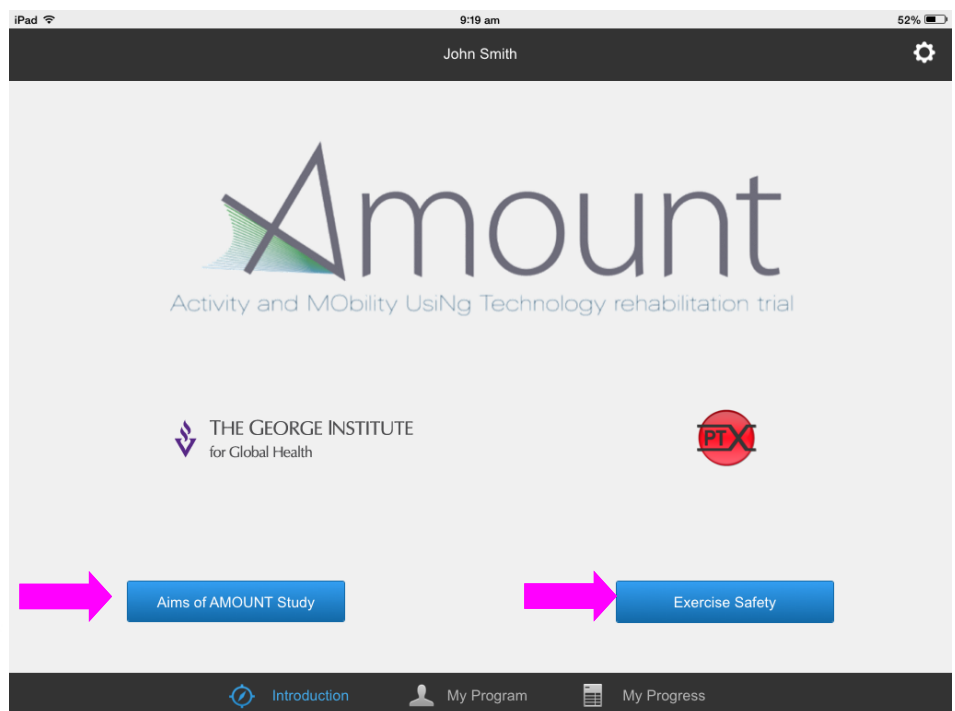 iPad 9:19 am 52%
John Smith
Amount
Activity and MObility UsiNg Technology rehabilitation trial
THE GEORGE INSTITUTE
for Global Health
PTX
Aims of AMOUNT Study Exercise Safety
Introduction My Program My Progress